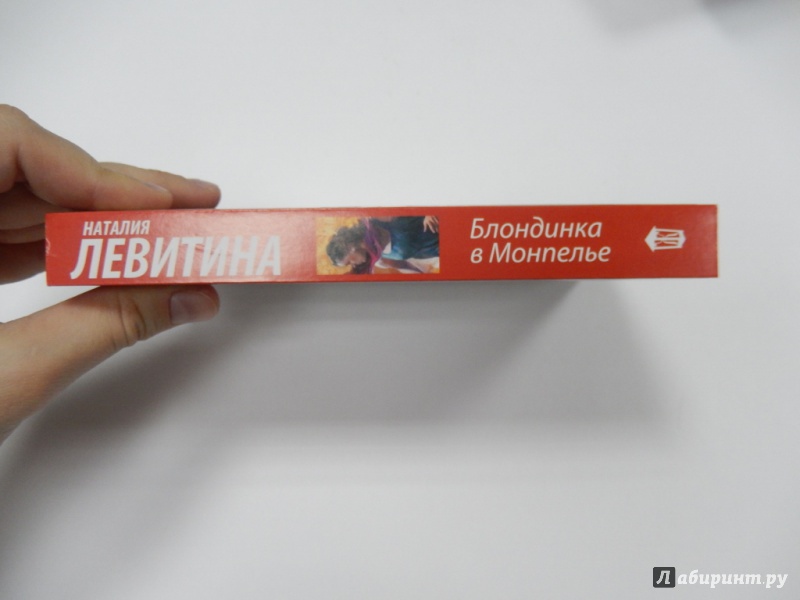 НАТАЛИЯ
ЛЕВИТИНА
Блондинка
в Монпелье
Лабиринт.ру